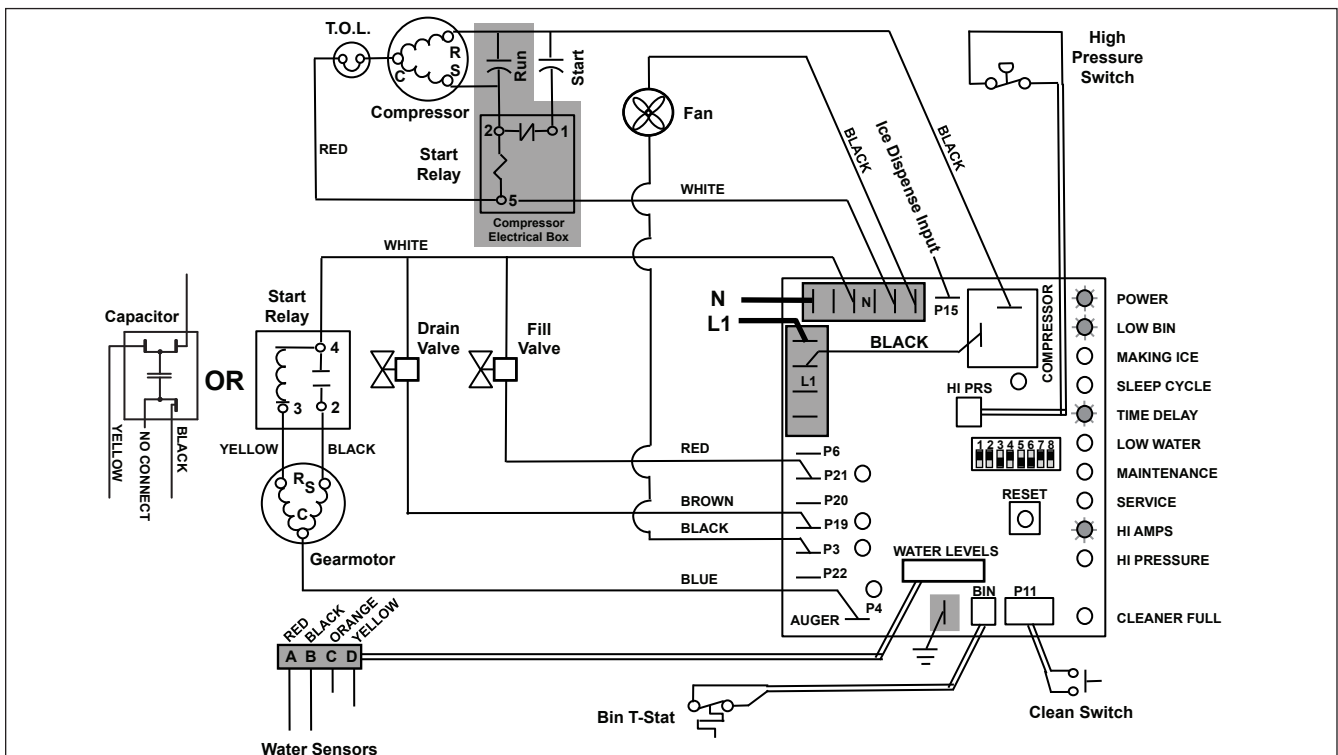 T.O.L.
R
S
C
Compressor
Run
Start
2
1
Start
Relay
5
Compressor
Electrical Box
RED
WHITE
Fan
BLACK
Ice Dispense Input
BLACK
High
Pressure
Switch
WHITE
Capacitor
YELLOW
NO CONNECT
BLACK
OR
Start
Relay
4
3
2
YELLOW
BLACK
R
S
C
Gearmotor
Drain
Valve
Fill
Valve
N
L1
N
P15
L1
BLACK
COMPRESSOR
HI PRS
1 2 3 4 5 6 7 8
RESET
RED
BROWN
BLACK
BLUE
P6
P21
P20
P19
P3
P22
P4
AUGER
WATER LEVELS
BIN
P11
POWER
LOW BIN
MAKING ICE
SLEEP CYCLE
TIME DELAY
LOW WATER
MAINTENANCE
SERVICE
HI AMPS
HI PRESSURE
CLEANER FULL
RED
BLACK
ORANGE
YELLOW
A B C D
Water Sensors
Bin T-Stat
Clean Switch